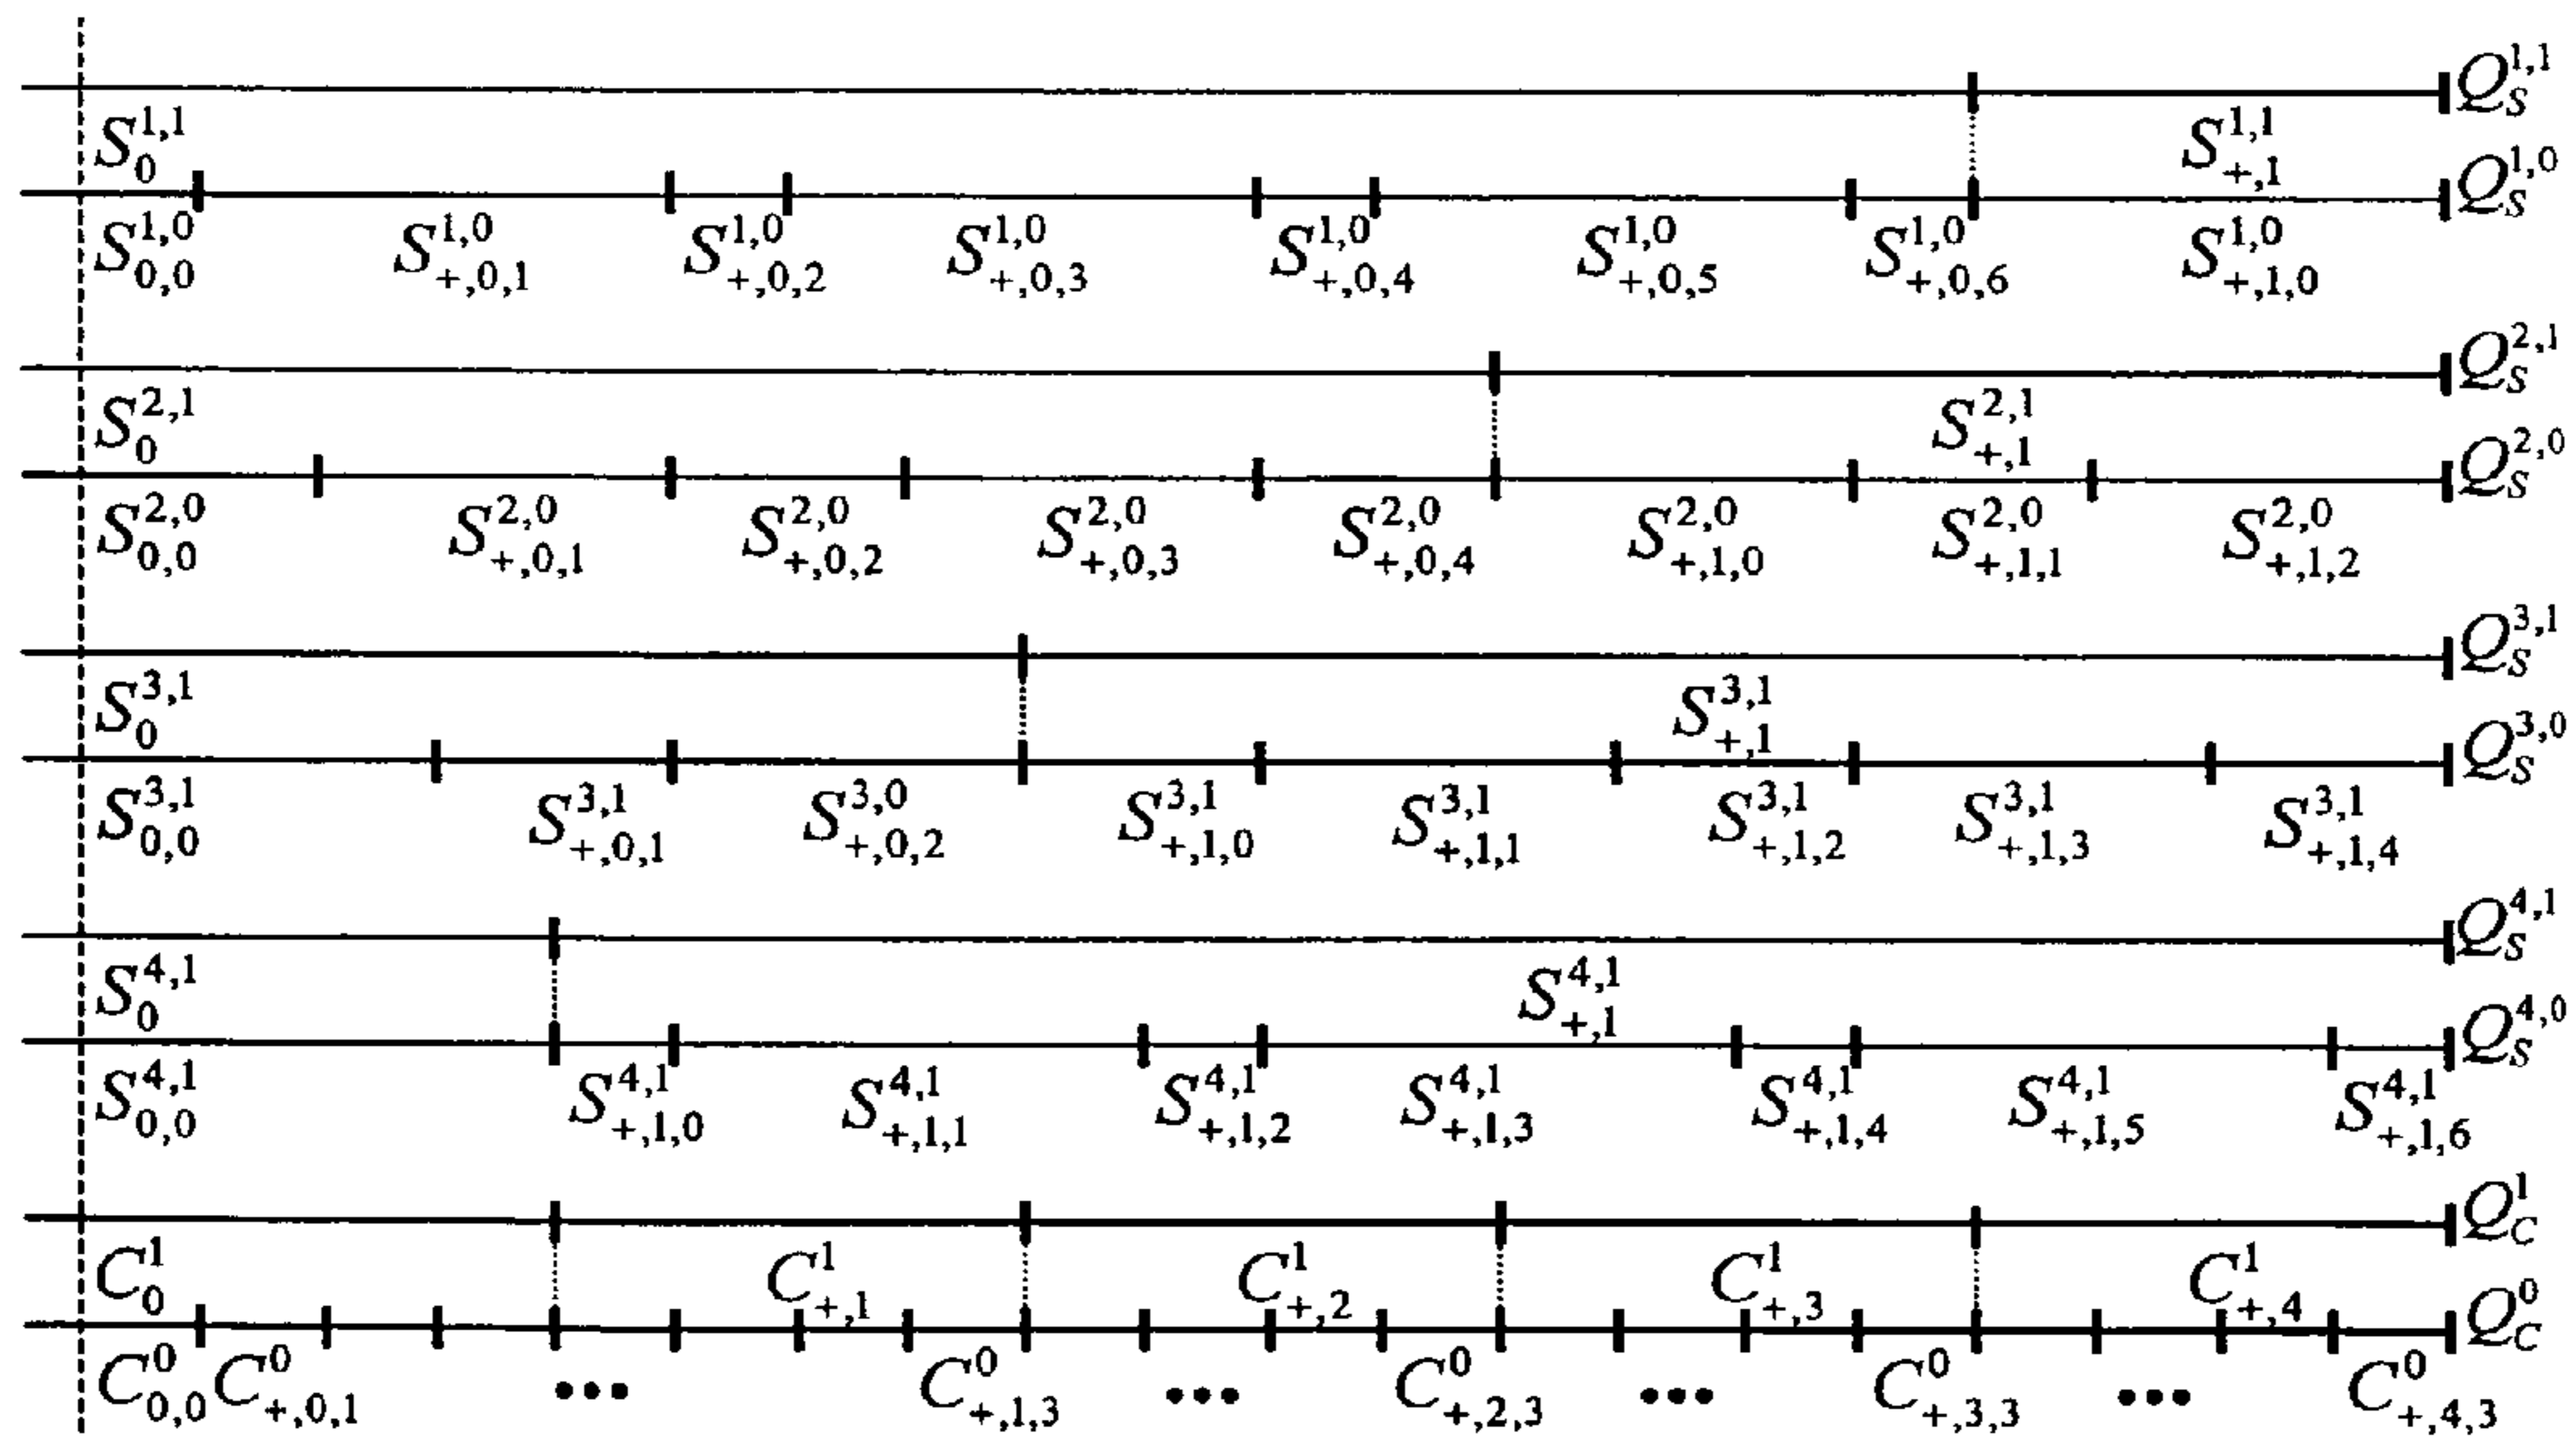 Q_S^{1,1}
S_0^{1,1} S_{+,1}^{1,1}
Q_S^{1,0}
S_{0,0}^{1,0} S_{+,0,1}^{1,0} S_{+,0,2}^{1,0} S_{+,0,3}^{1,0} S_{+,0,4}^{1,0} S_{+,0,5}^{1,0} S_{+,0,6}^{1,0} S_{+,1,0}^{1,0}
Q_S^{2,1}
S_0^{2,1} S_{+,1}^{2,1}
Q_S^{2,0}
S_{0,0}^{2,0} S_{+,0,1}^{2,0} S_{+,0,2}^{2,0} S_{+,0,3}^{2,0} S_{+,0,4}^{2,0} S_{+,1,0}^{2,0} S_{+,1,1}^{2,0} S_{+,1,2}^{2,0}
Q_S^{3,1}
S_0^{3,1} S_{+,1}^{3,1}
Q_S^{3,0}
S_{0,0}^{3,1} S_{+,0,1}^{3,1} S_{+,0,2}^{3,0} S_{+,1,0}^{3,1} S_{+,1,1}^{3,1} S_{+,1,2}^{3,1} S_{+,1,3}^{3,1} S_{+,1,4}^{3,1}
Q_S^{4,1}
S_0^{4,1} S_{+,1}^{4,1}
Q_S^{4,0}
S_{0,0}^{4,1} S_{+,1,0}^{4,1} S_{+,1,1}^{4,1} S_{+,1,2}^{4,1} S_{+,1,3}^{4,1} S_{+,1,4}^{4,1} S_{+,1,5}^{4,1} S_{+,1,6}^{4,1}
Q_C^1
C_0^1 C_{+,1}^1 C_{+,2}^1 C_{+,3}^1 C_{+,4}^1
Q_C^0
C_{0,0}^0 C_{+,0,1}^0 ••• C_{+,1,3}^0 ••• C_{+,2,3}^0 ••• C_{+,3,3}^0 ••• C_{+,4,3}^0